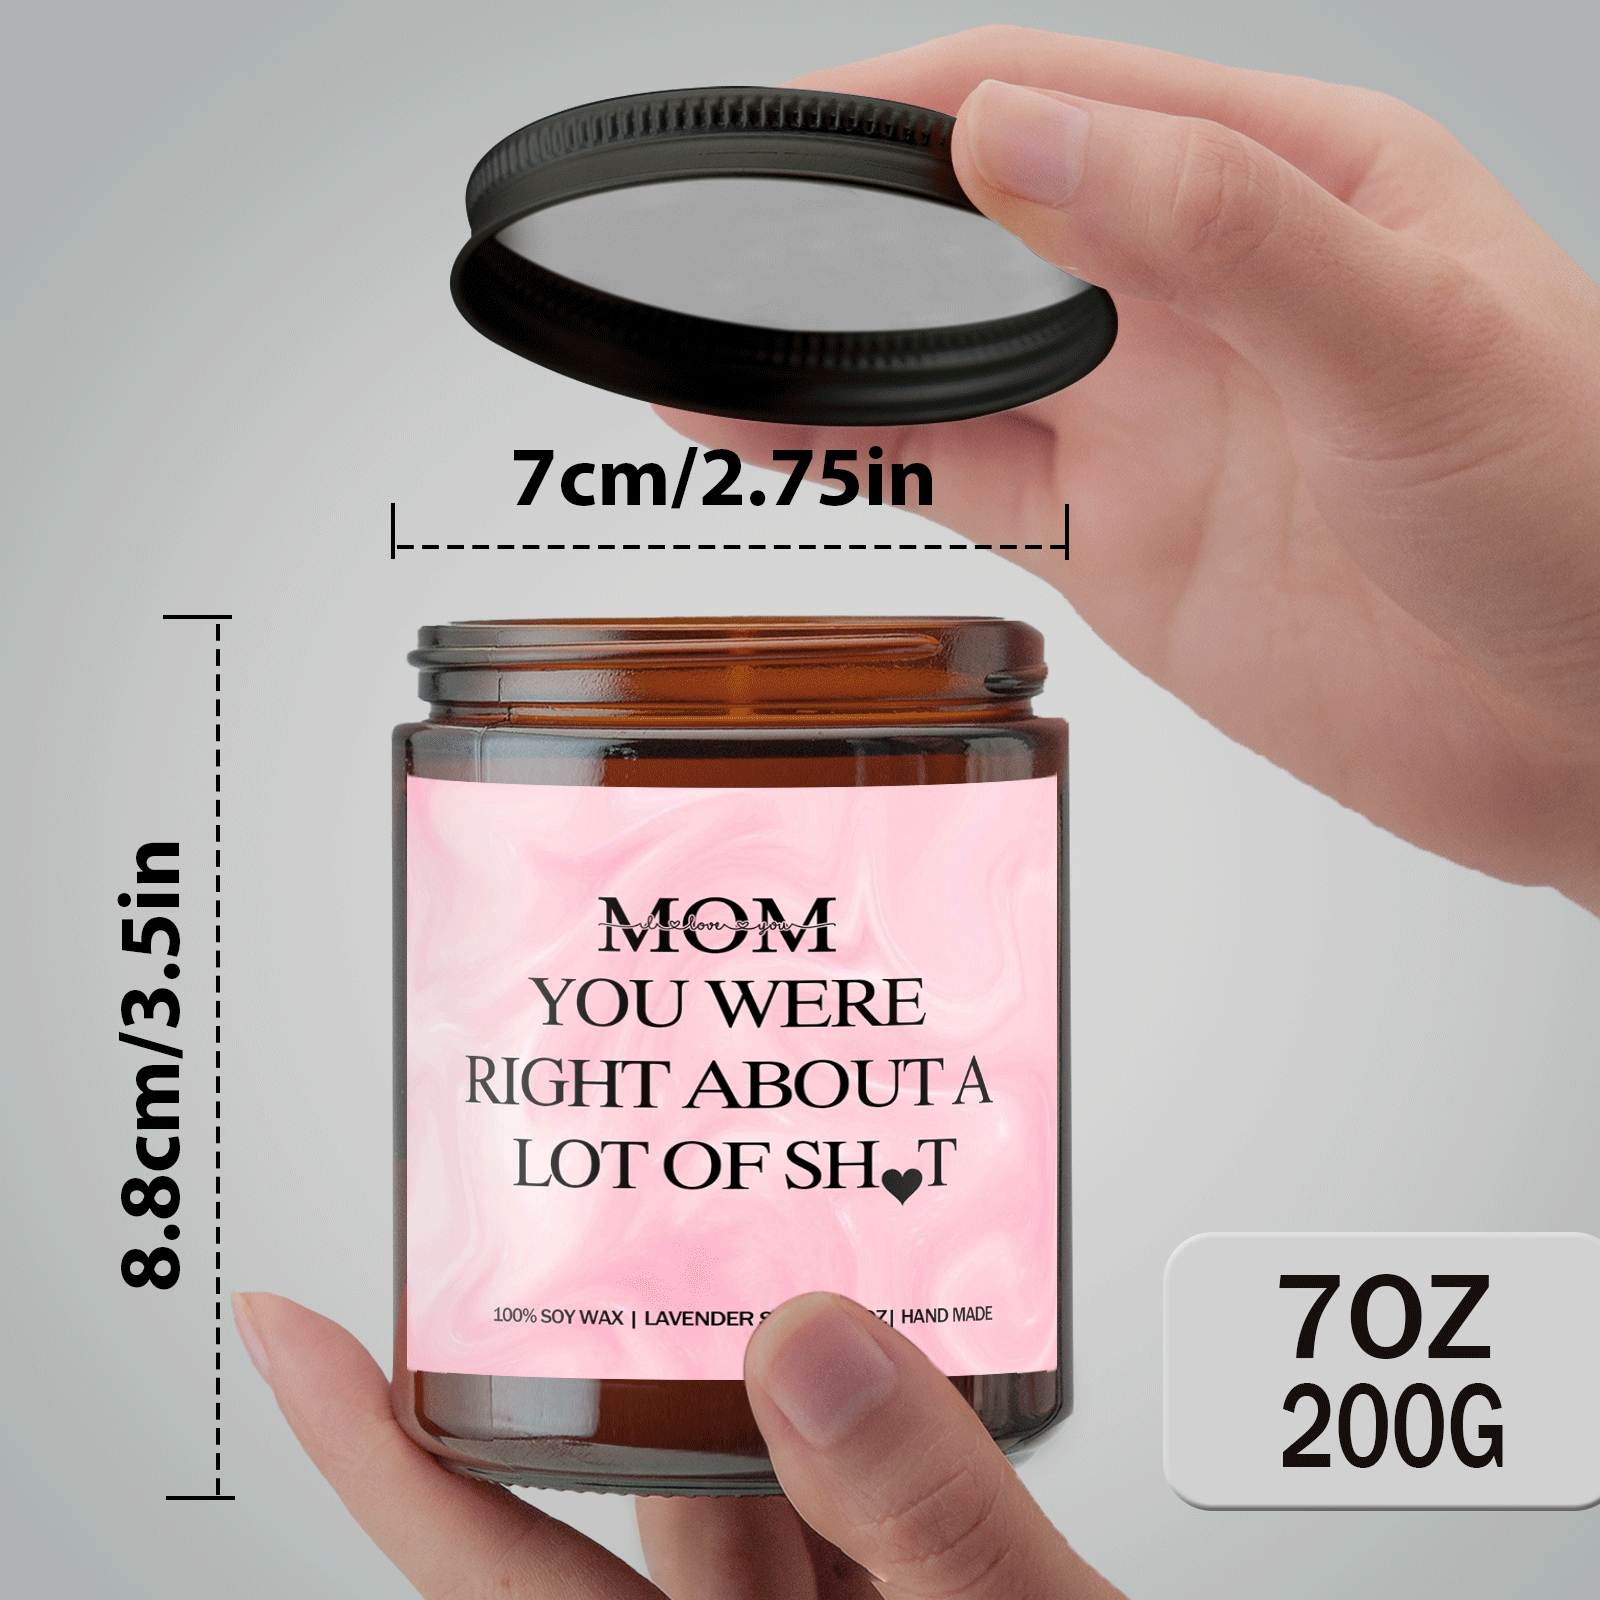 7cm/2.75in
8.8cm/3.5in
MOM
I love you
YOU WERE
RIGHT ABOUT A
LOT OF SH♥T
100% SOY WAX | LAVENDER OZ| HAND MADE
7OZ
200G